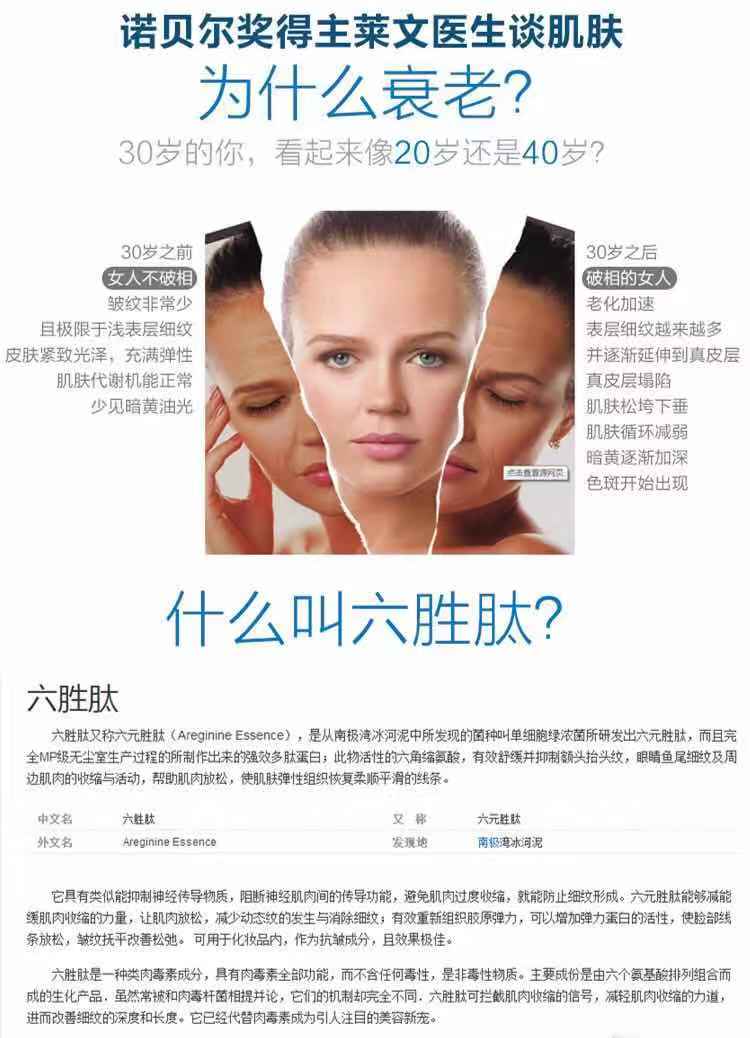 诺贝尔奖得主莱文医生谈肌肤
为什么衰老?
30岁的你，看起来像20岁还是40岁?
30岁之前
女人不破相
皱纹非常少
且极限于浅表层细纹
皮肤紧致光泽，充满弹性
肌肤代谢机能正常
少见暗黄油光
30岁之后
破相的女人
老化加速
表层细纹越来越多
并逐渐延伸到真皮层
真皮层塌陷
肌肤松垮下垂
肌肤循环减弱
暗黄逐渐加深
色斑开始出现
点击查看源网页
什么叫六胜肽?
六胜肽
六胜肽又称六元胜肽（Areginine Essence），是从南极湾冰河泥中所发现的菌种叫单细胞绿浓菌所研发出六元胜肽，而且完
全MP级无尘室生产过程的所制作出来的强效多肽蛋白；此物活性的六角缩氨酸，有效舒缓并抑制额头抬头纹，眼睛鱼尾细纹及周
边肌肉的收缩与活动，帮助肌肉放松，使肌肤弹性组织恢复柔顺平滑的线条。
中文名 六胜肽 又 称 六元胜肽
外文名 Areginine Essence 发现地 南极湾冰河泥
它具有类似能抑制神经传导物质，阻断神经肌肉间的传导功能，避免肌肉过度收缩，就能防止细纹形成。六元胜肽能够减能
缓肌肉收缩的力量，让肌肉放松，减少动态纹的发生与消除细纹；有效重新组织胶原弹力，可以增加弹力蛋白的活性，使脸部线
条放松，皱纹抚平改善松弛。 可用于化妆品内，作为抗皱成分，且效果极佳。
六胜肽是一种类肉毒素成分，具有肉毒素全部功能，而不含任何毒性，是非毒性物质。主要成份是由六个氨基酸排列组合而
成的生化产品．虽然常被和肉毒杆菌相提并论，它们的机制却完全不同．六胜肽可拦截肌肉收缩的信号，减轻肌肉收缩的力道，
进而改善细纹的深度和长度。它已经代替肉毒素成为引人注目的美容新宠。